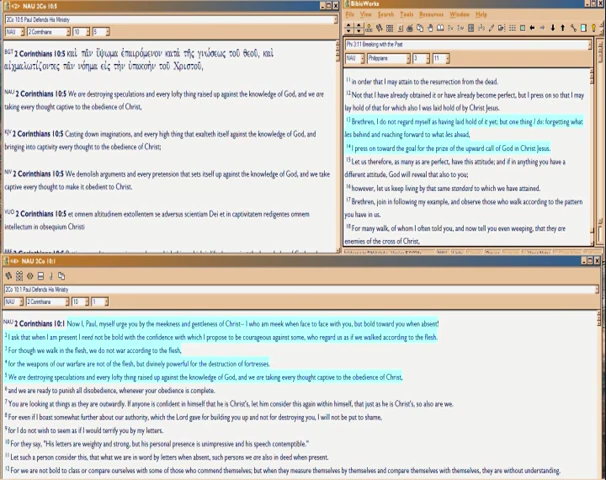 NAU 2Co 10:5
2Co 10:5 Paul Defends His Ministry
NAU 2 Corinthians 10 5
BGT 2 Corinthians 10:5 καὶ πᾶν ὕψωμα ἐπαιρόμενον κατὰ τῆς γνώσεως τοῦ θεοῦ, καὶ
αἰχμαλωτίζοντες πᾶν νόημα εἰς τὴν ὑπακοὴν τοῦ Χριστοῦ,
NAU 2 Corinthians 10:5 We are destroying speculations and every lofty thing raised up against the knowledge of God, and we are
taking every thought captive to the obedience of Christ,
KJV 2 Corinthians 10:5 Casting down imaginations, and every high thing that exalteth itself against the knowledge of God, and
bringing into captivity every thought to the obedience of Christ;
NIV 2 Corinthians 10:5 We demolish arguments and every pretension that sets itself up against the knowledge of God, and we take
captive every thought to make it obedient to Christ.
VUO 2 Corinthians 10:5 et omnem altitudinem extollentem se adversus scientiam Dei et in captivitatem redigentes omnem
intellectum in obsequium Christi
BibleWorks
File View Search Tools Resources Window Chapter Help
Phi 3:11 Breaking with the Past
NAU Philippians 3 11
11 in order that I may attain to the resurrection from the dead.
12 Not that I have already obtained it or have already become perfect, but I press on so that I may
lay hold of that for which also I was laid hold of by Christ Jesus.
13 Brethren, I do not regard myself as having laid hold of it yet; but one thing I do: forgetting what
lies behind and reaching forward to what lies ahead,
14 I press on toward the goal for the prize of the upward call of God in Christ Jesus.
15 Let us therefore, as many as are perfect, have this attitude; and if in anything you have a
different attitude, God will reveal that also to you;
16 however, let us keep living by that same standard to which we have attained.
17 Brethren, join in following my example, and observe those who walk according to the pattern
you have in us.
18 For many walk, of whom I often told you, and now tell you even weeping, that they are
enemies of the cross of Christ,
NAU 2Co 10:1
2Co 10:1 Paul Defends His Ministry
NAU 2 Corinthians 10 1
NAU 2 Corinthians 10:1 Now I, Paul, myself urge you by the meekness and gentleness of Christ-- I who am meek when face to face with you, but bold toward you when absent!
2 I ask that when I am present I need not be bold with the confidence with which I propose to be courageous against some, who regard us as if we walked according to the flesh.
3 For though we walk in the flesh, we do not war according to the flesh,
4 for the weapons of our warfare are not of the flesh, but divinely powerful for the destruction of fortresses.
5 We are destroying speculations and every lofty thing raised up against the knowledge of God, and we are taking every thought captive to the obedience of Christ,
6 and we are ready to punish all disobedience, whenever your obedience is complete.
7 You are looking at things as they are outwardly. If anyone is confident in himself that he is Christ's, let him consider this again within himself, that just as he is Christ's, so also are we.
8 For even if I boast somewhat further about our authority, which the Lord gave for building you up and not for destroying you, I will not be put to shame,
9 for I do not wish to seem as if I would terrify you by my letters.
10 For they say, "His letters are weighty and strong, but his personal presence is unimpressive and his speech contemptible."
11 Let such a person consider this, that what we are in word by letters when absent, such persons we are also in deed when present.
12 For we are not bold to class or compare ourselves with some of those who commend themselves; but when they measure themselves by themselves and compare themselves with themselves, they are without understanding.